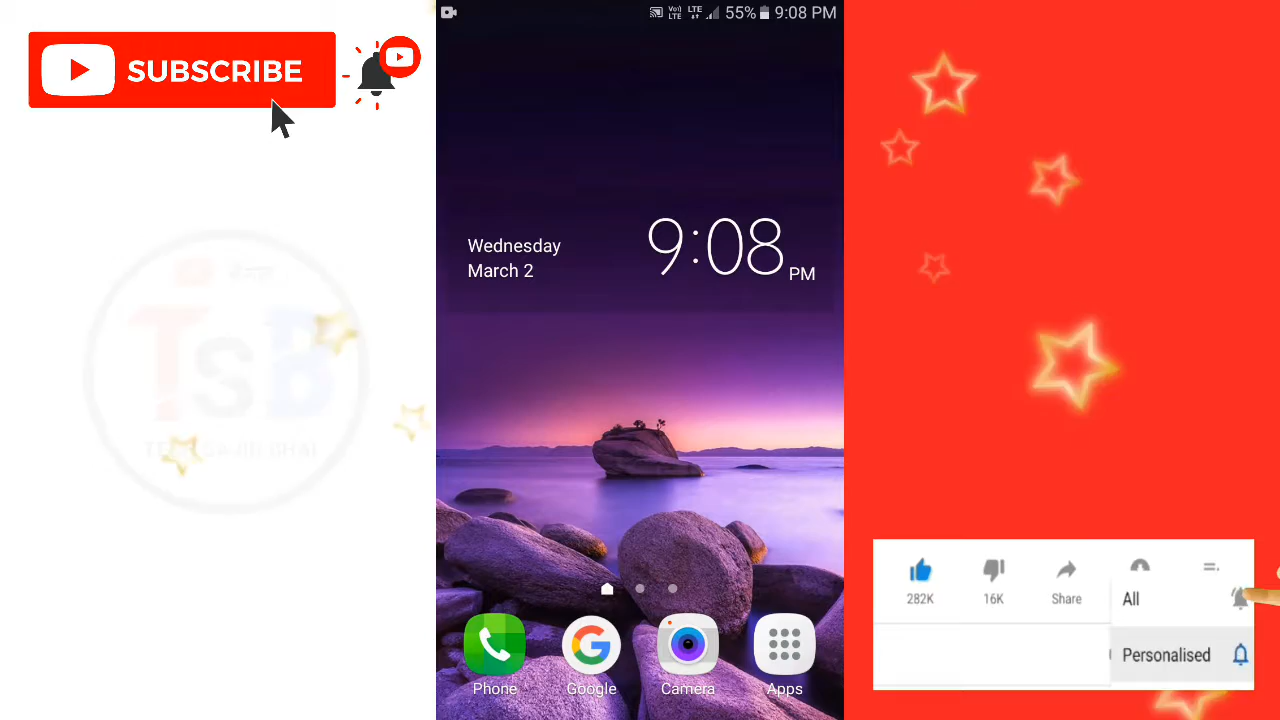 SUBSCRIBE
TSB
55% 9:08 PM
Wednesday
March 2
9:08 PM
Phone
Google
Camera
Apps
282K
16K
Share
All
Personalised